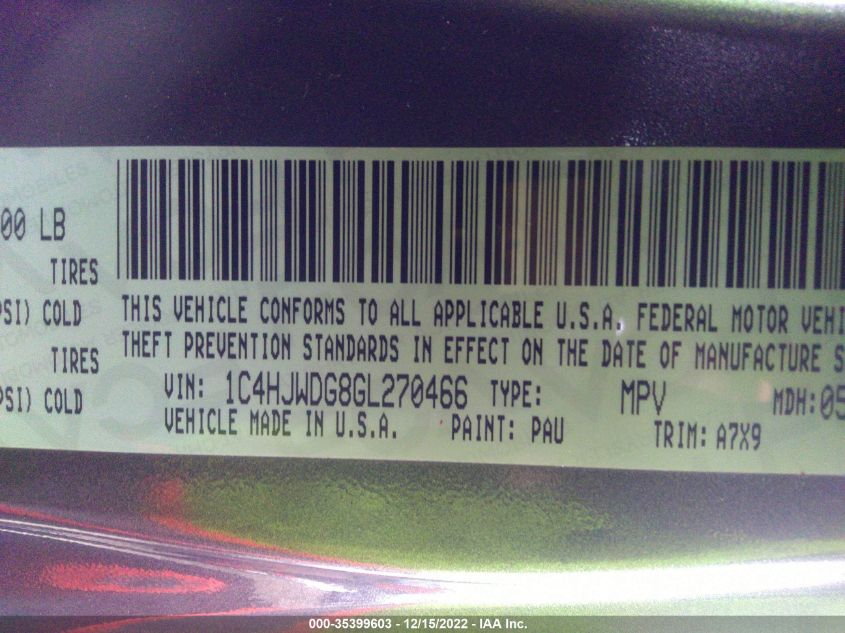 00 LB
TIRES
PSI) COLD
TIRES
PSI) COLD
THIS VEHICLE CONFORMS TO ALL APPLICABLE U.S.A. FEDERAL MOTOR VEHI
THEFT PREVENTION STANDARDS IN EFFECT ON THE DATE OF MANUFACTURE S
VIN: 1C4HJWDG8GL270466 TYPE: MPV MDH: 05
VEHICLE MADE IN U.S.A. PAINT: PAU TRIM: A7X9
000-35399603 - 12/15/2022 - IAA Inc.